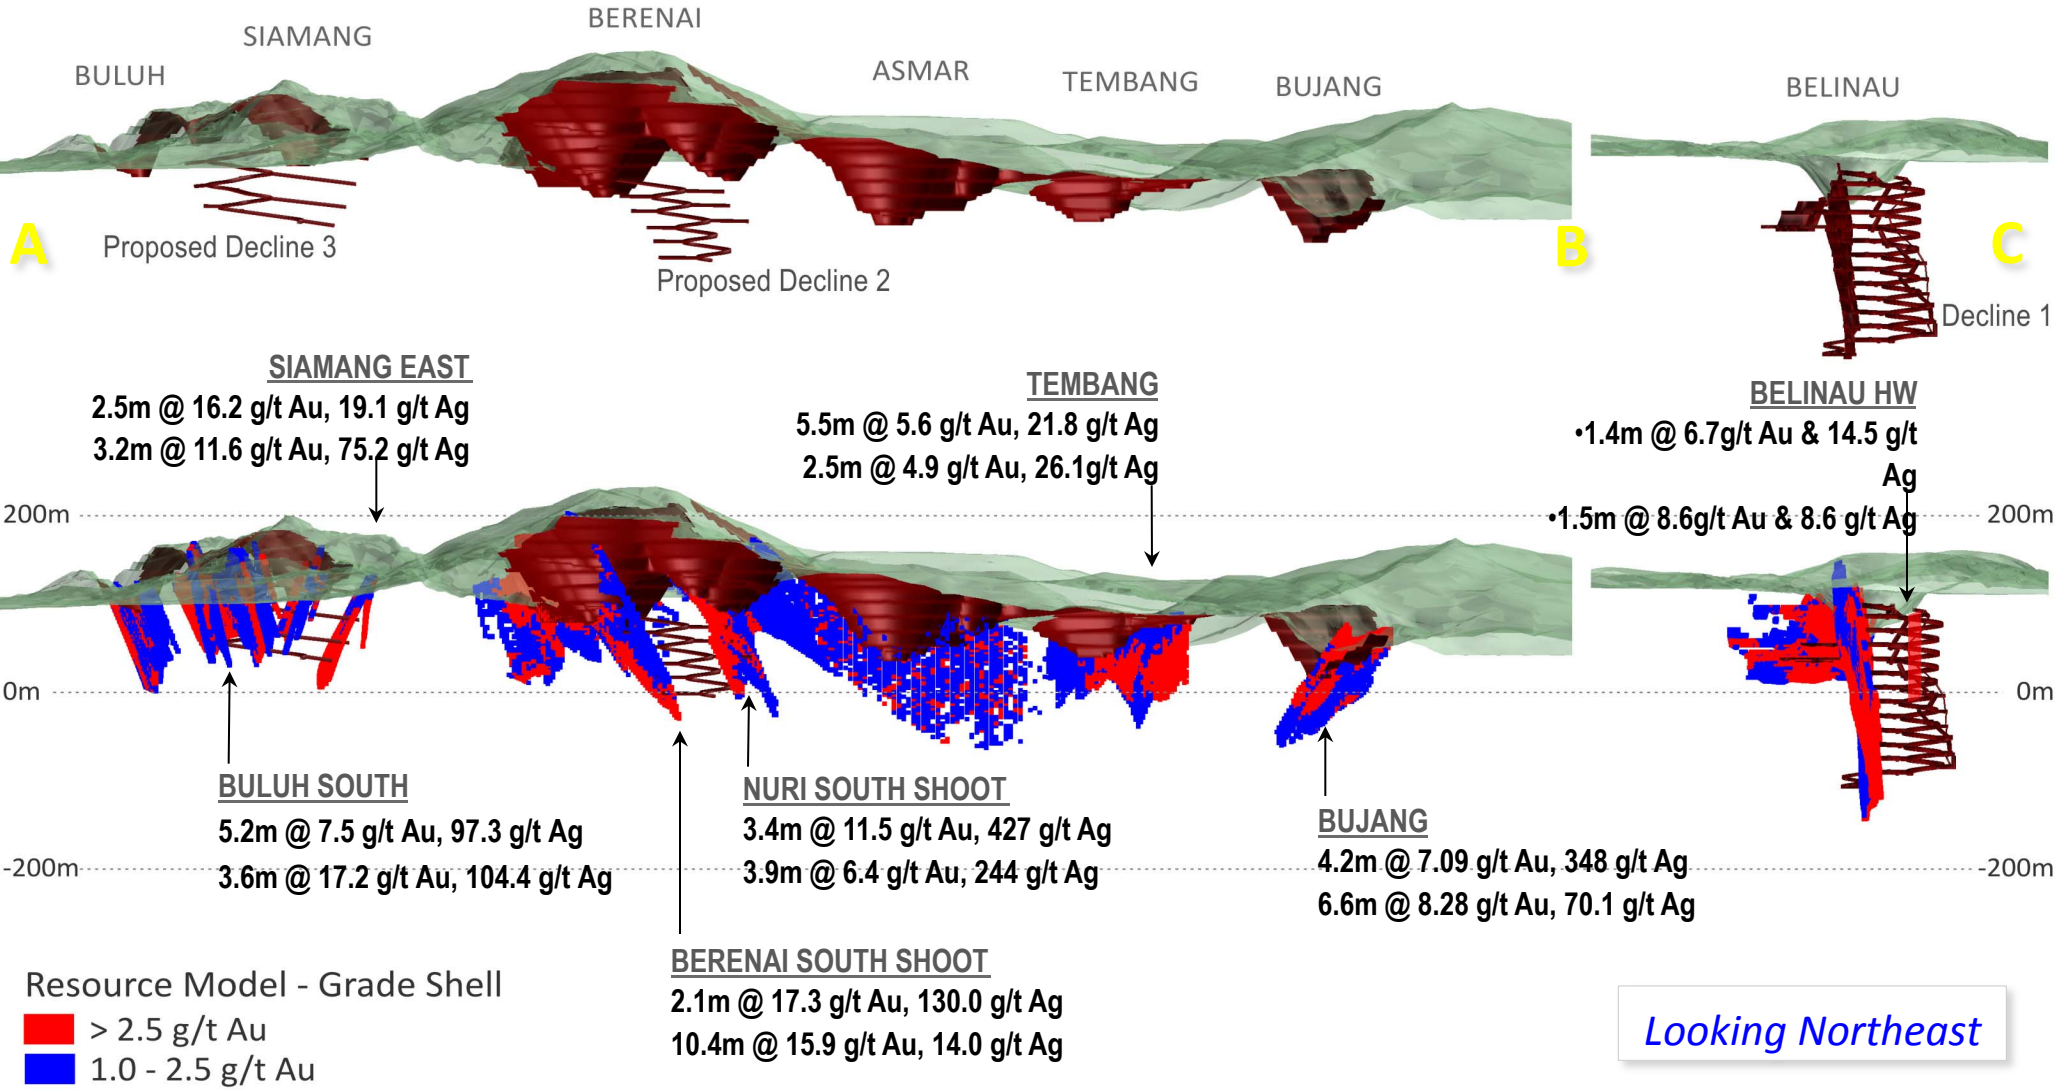 BERENAI
SIAMANG
BULUH
ASMAR
TEMBANG
BUJANG
BELINAU
A
B
C
Proposed Decline 3
Proposed Decline 2
Decline 1
SIAMANG EAST
2.5m @ 16.2 g/t Au, 19.1 g/t Ag
3.2m @ 11.6 g/t Au, 75.2 g/t Ag
TEMBANG
5.5m @ 5.6 g/t Au, 21.8 g/t Ag
2.5m @ 4.9 g/t Au, 26.1g/t Ag
BELINAU HW
•1.4m @ 6.7g/t Au & 14.5 g/t
Ag
•1.5m @ 8.6g/t Au & 8.6 g/t Ag
200m
200m
0m
0m
-200m
-200m
BULUH SOUTH
5.2m @ 7.5 g/t Au, 97.3 g/t Ag
3.6m @ 17.2 g/t Au, 104.4 g/t Ag
NURI SOUTH SHOOT
3.4m @ 11.5 g/t Au, 427 g/t Ag
3.9m @ 6.4 g/t Au, 244 g/t Ag
BUJANG
4.2m @ 7.09 g/t Au, 348 g/t Ag
6.6m @ 8.28 g/t Au, 70.1 g/t Ag
BERENAI SOUTH SHOOT
2.1m @ 17.3 g/t Au, 130.0 g/t Ag
10.4m @ 15.9 g/t Au, 14.0 g/t Ag
Resource Model - Grade Shell
> 2.5 g/t Au
1.0 - 2.5 g/t Au
Looking Northeast